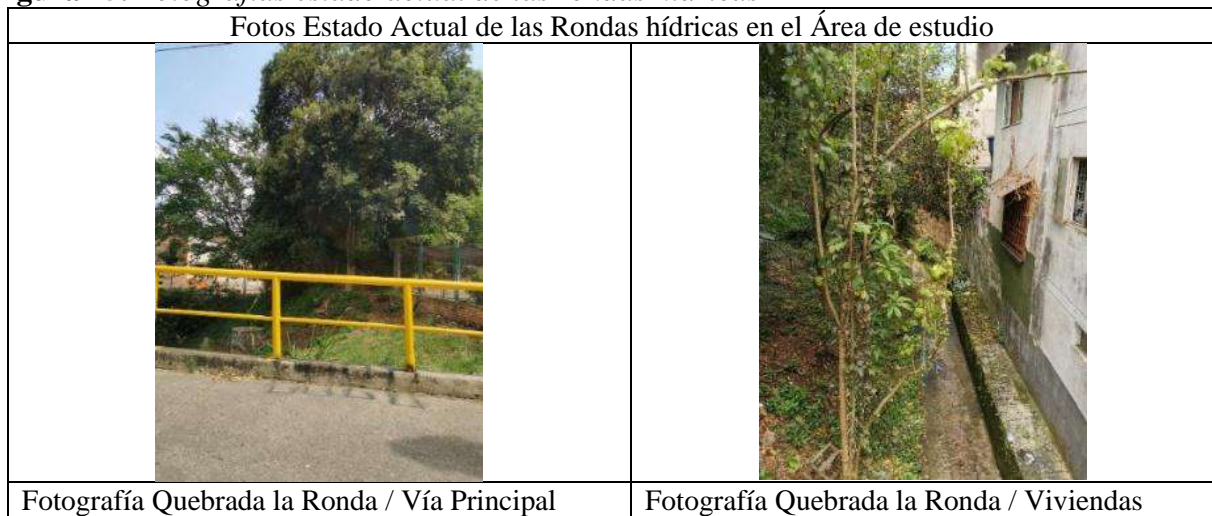 Fotos Estado Actual de las Rondas hídricas en el Área de estudio
Fotografía Quebrada la Ronda / Vía Principal
Fotografía Quebrada la Ronda / Viviendas